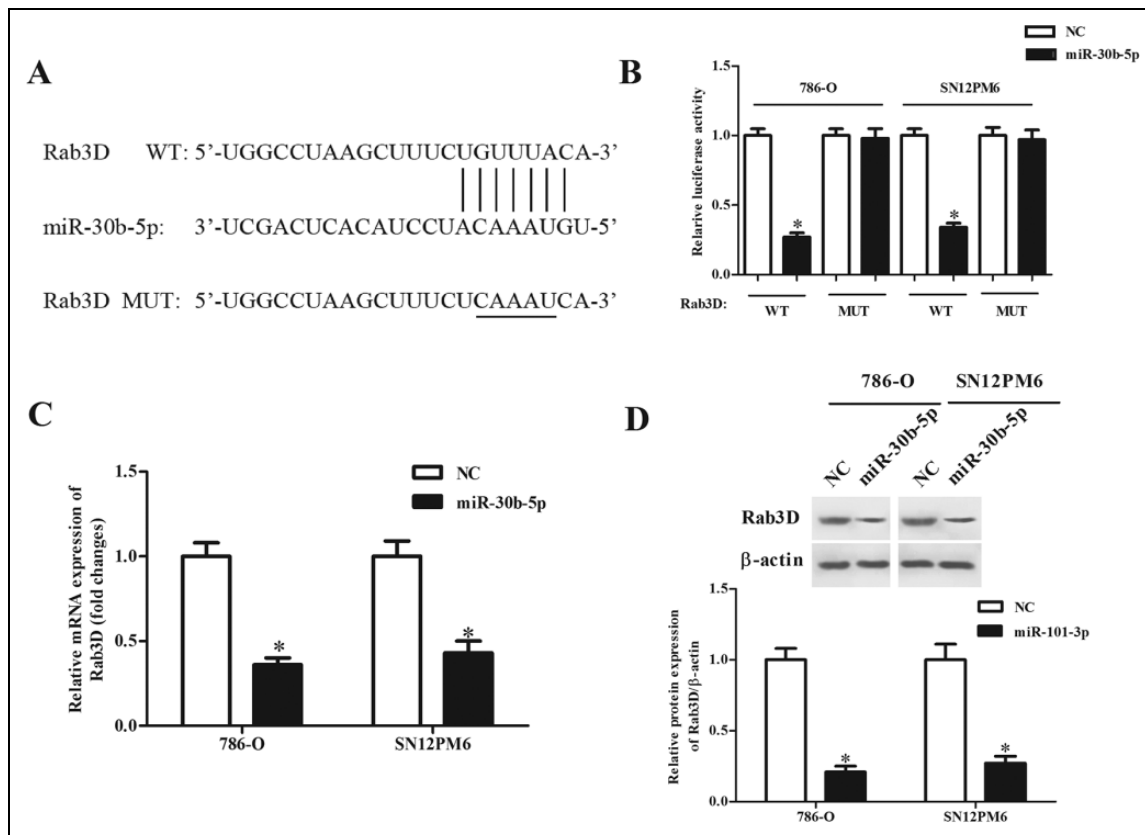 A
Rab3D WT: 5’-UGGCCUAAGCUUUCUGUUUACA-3’
miR-30b-5p: 3’-UCGACUCACAUCCUACAAAUGU-5’
Rab3D MUT: 5’-UGGCCUAAGCUUUCUCAAAUCA-3’
B
NC
miR-30b-5p
786-O SN12PM6
Relarive luciferase activity
1.5
1.0
0.5
0.0
* *
Rab3D:
WT MUT WT MUT
C
NC
miR-30b-5p
Relative mRNA expression of
Rab3D (fold changes)
1.5
1.0
0.5
0.0
* *
786-O SN12PM6
D
786-O SN12PM6
NC miR-30b-5p NC miR-30b-5p
Rab3D
β-actin
NC
miR-101-3p
Relative protein expression
of Rab3D/β-actin
1.5
1.0
0.5
0.0
* *
786-O SN12PM6